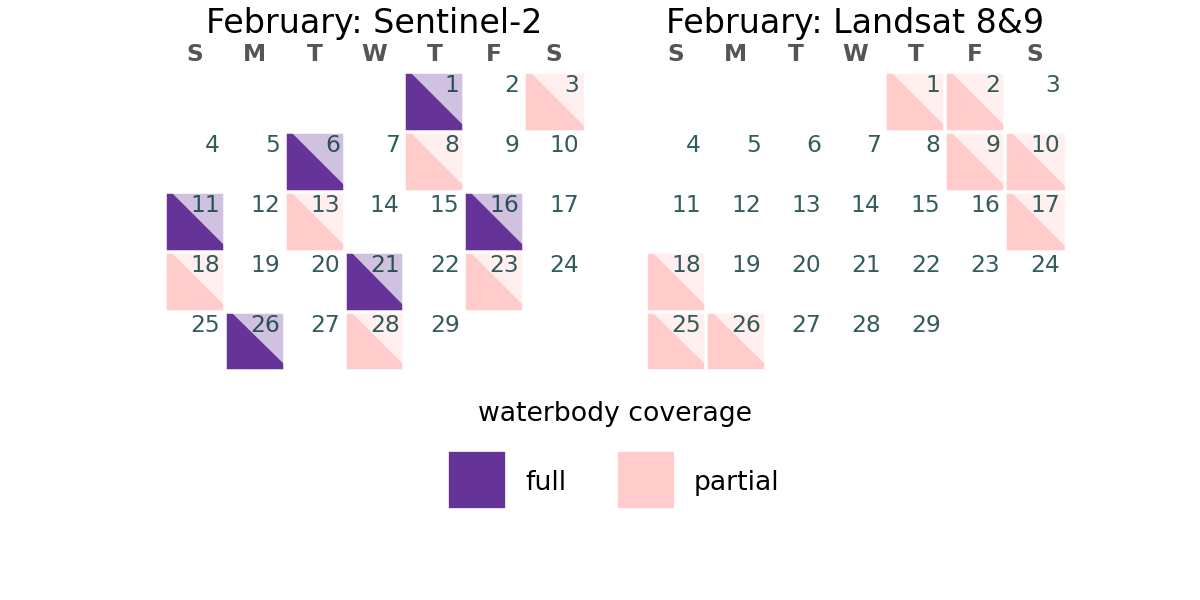 February: Sentinel-2
S M T W T F S
1 2 3
4 5 6 7 8 9 10
11 12 13 14 15 16 17
18 19 20 21 22 23 24
25 26 27 28 29
February: Landsat 8&9
S M T W T F S
1 2 3
4 5 6 7 8 9 10
11 12 13 14 15 16 17
18 19 20 21 22 23 24
25 26 27 28 29
waterbody coverage
full partial